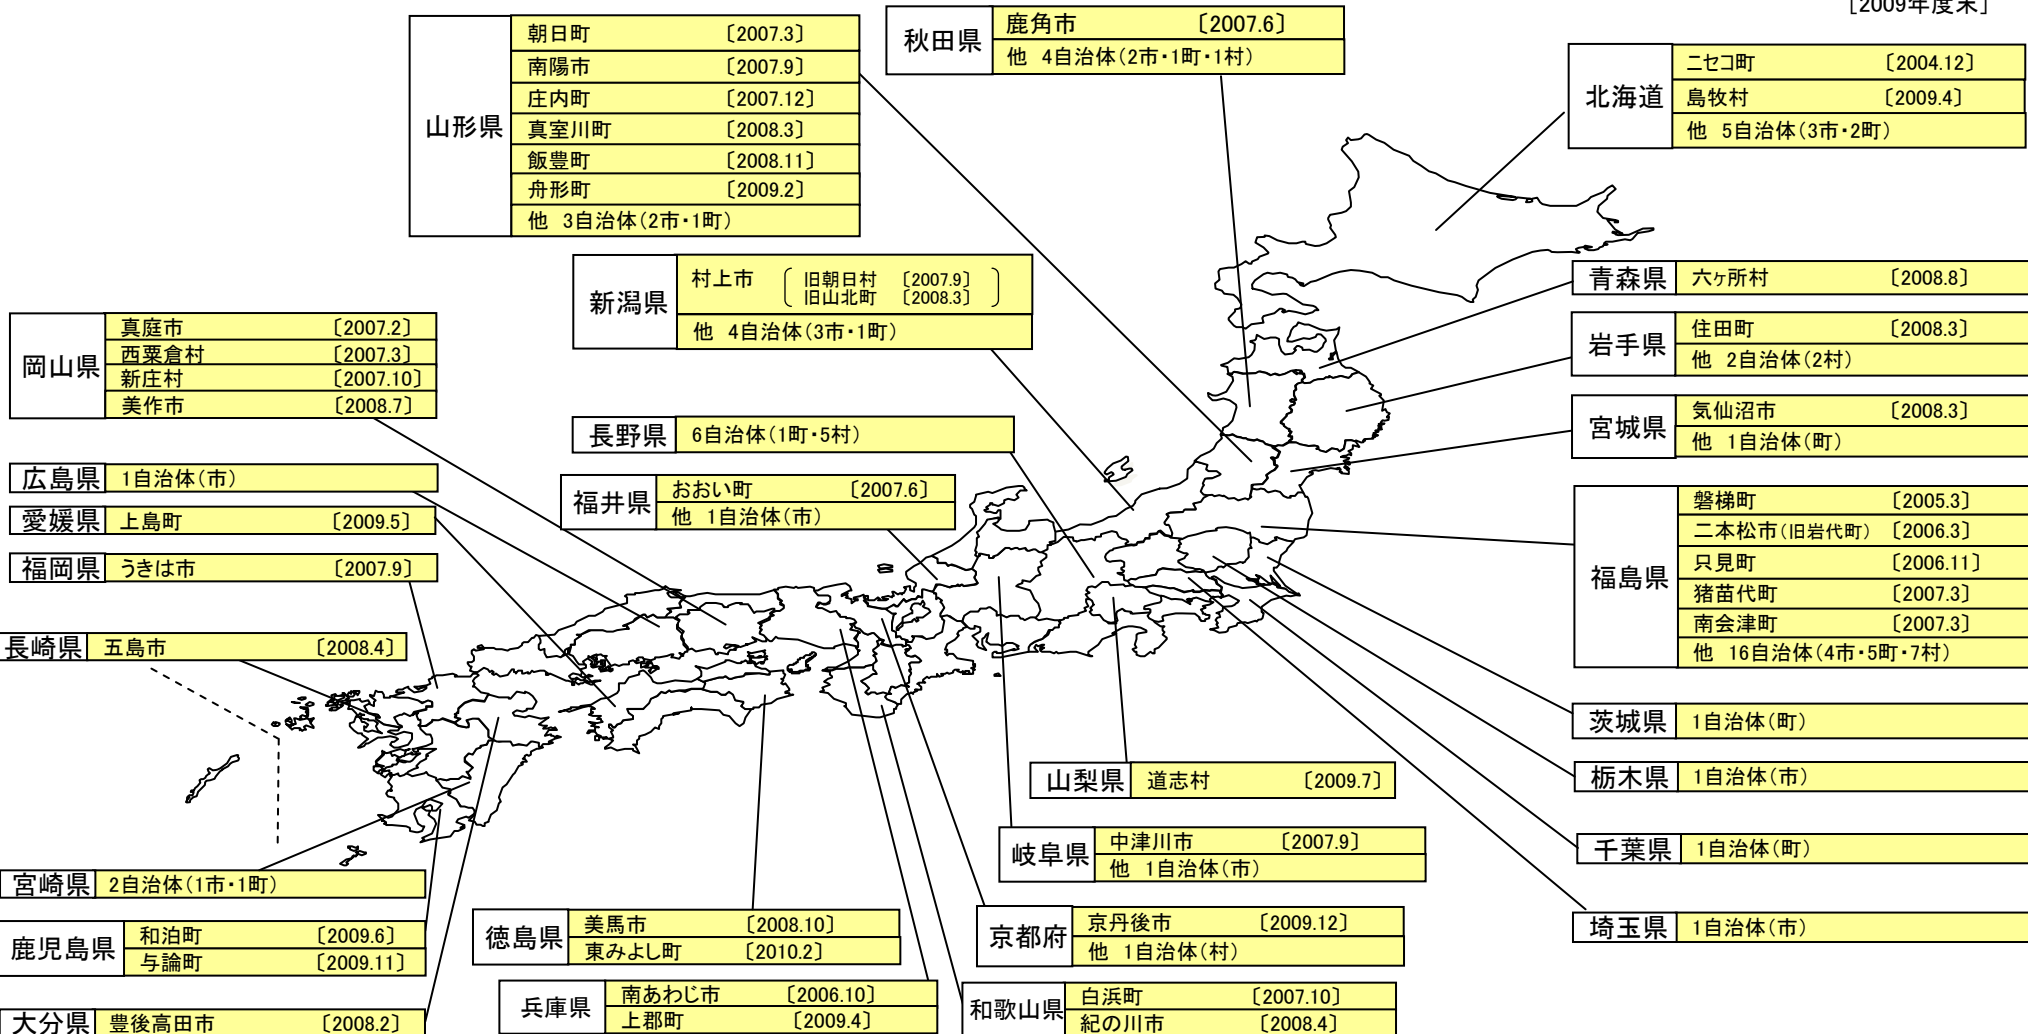 ［2009年度末］
山形県
朝日町 〔2007.3〕
南陽市 〔2007.9〕
庄内町 〔2007.12〕
真室川町 〔2008.3〕
飯豊町 〔2008.11〕
舟形町 〔2009.2〕
他 3自治体（2市・1町）
秋田県
鹿角市 〔2007.6〕
他 4自治体（2市・1町・1村）
北海道
ニセコ町 〔2004.12〕
島牧村 〔2009.4〕
他 5自治体（3市・2町）
新潟県
村上市
旧朝日村 〔2007.9〕
旧山北町 〔2008.3〕
他 4自治体（3市・1町）
青森県
六ヶ所村 〔2008.8〕
岩手県
住田町 〔2008.3〕
他 2自治体（2村）
宮城県
気仙沼市 〔2008.3〕
他 1自治体（町）
岡山県
真庭市 〔2007.2〕
西粟倉村 〔2007.3〕
新庄村 〔2007.10〕
美作市 〔2008.7〕
長野県
6自治体（1町・5村）
広島県
1自治体（市）
愛媛県
上島町 〔2009.5〕
福岡県
うきは市 〔2007.9〕
福井県
おおい町 〔2007.6〕
他 1自治体（市）
福島県
磐梯町 〔2005.3〕
二本松市（旧岩代町） 〔2006.3〕
只見町 〔2006.11〕
猪苗代町 〔2007.3〕
南会津町 〔2007.3〕
他 16自治体（4市・5町・7村）
長崎県
五島市 〔2008.4〕
茨城県
1自治体（町）
栃木県
1自治体（市）
千葉県
1自治体（町）
埼玉県
1自治体（市）
山梨県
道志村 〔2009.7〕
岐阜県
中津川市 〔2007.9〕
他 1自治体（市）
宮崎県
2自治体（1市・1町）
鹿児島県
和泊町 〔2009.6〕
与論町 〔2009.11〕
大分県
豊後高田市 〔2008.2〕
徳島県
美馬市 〔2008.10〕
東みよし町 〔2010.2〕
京都府
京丹後市 〔2009.12〕
他 1自治体（村）
兵庫県
南あわじ市 〔2006.10〕
上郡町 〔2009.4〕
和歌山県
白浜町 〔2007.10〕
紀の川市 〔2008.4〕